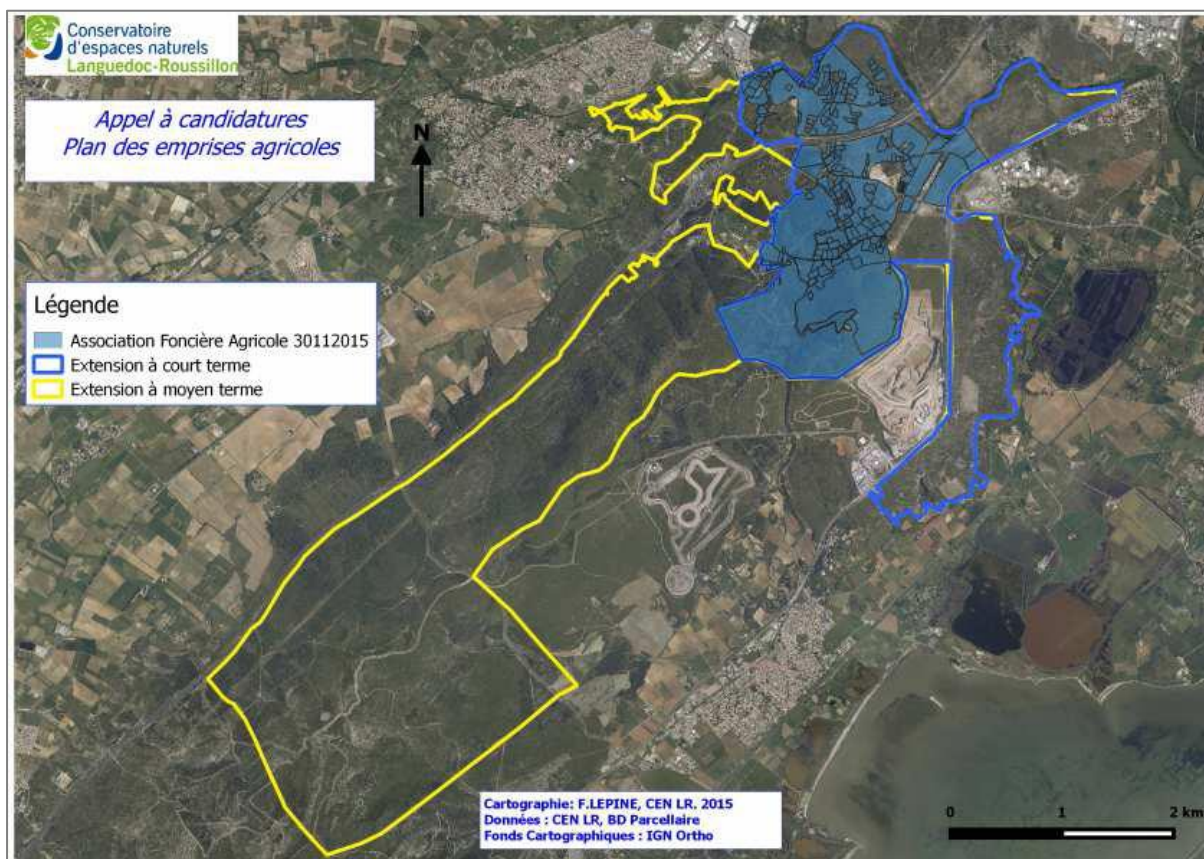 Conservatoire
d'espaces naturels
Languedoc-Roussillon
Appel à candidatures
Plan des emprises agricoles
N
Légende
Association Foncière Agricole 30112015
Extension à court terme
Extension à moyen terme
Cartographie: F.LEPINE, CEN LR. 2015
Données : CEN LR, BD Parcellaire
Fonds Cartographiques : IGN Ortho
0 1 2 km